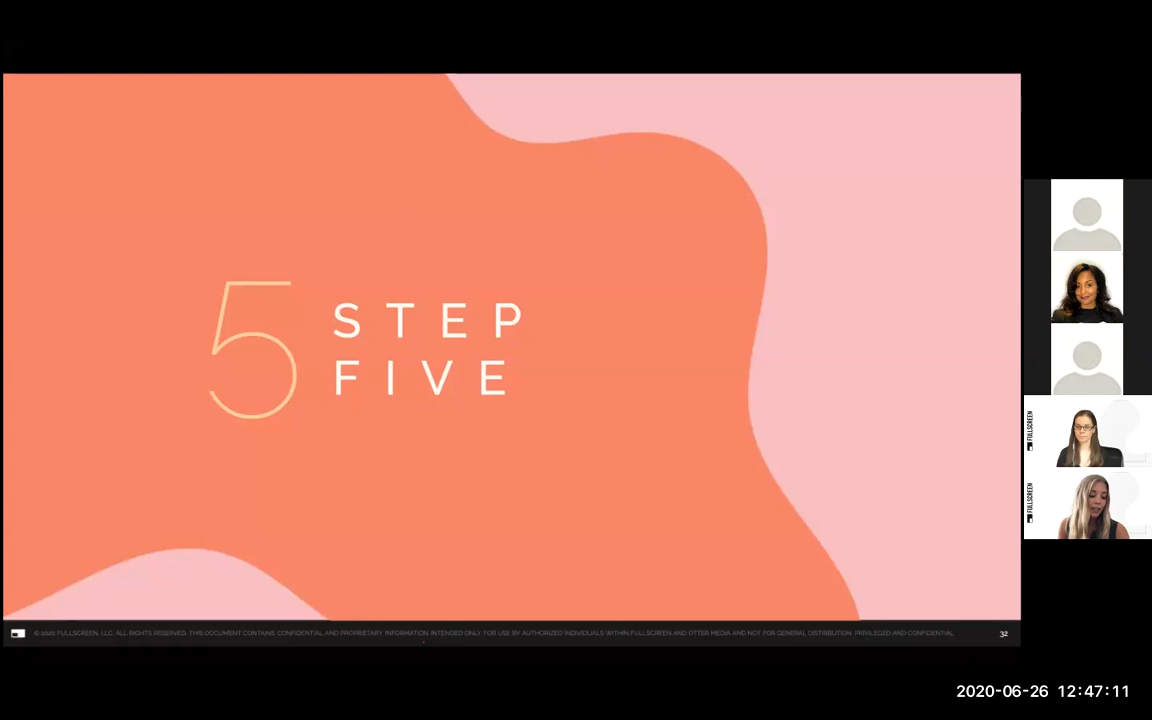 5
STEP
FIVE
FULLSCREEN
FULLSCREEN
© 2020 FULLSCREEN, LLC. ALL RIGHTS RESERVED. THIS DOCUMENT CONTAINS CONFIDENTIAL AND PROPRIETARY INFORMATION INTENDED ONLY FOR USE BY AUTHORIZED INDIVIDUALS WITHIN FULLSCREEN AND OTTER MEDIA AND NOT FOR GENERAL DISTRIBUTION. PRIVILEGED AND CONFIDENTIAL
32
2020-06-26 12:47:11